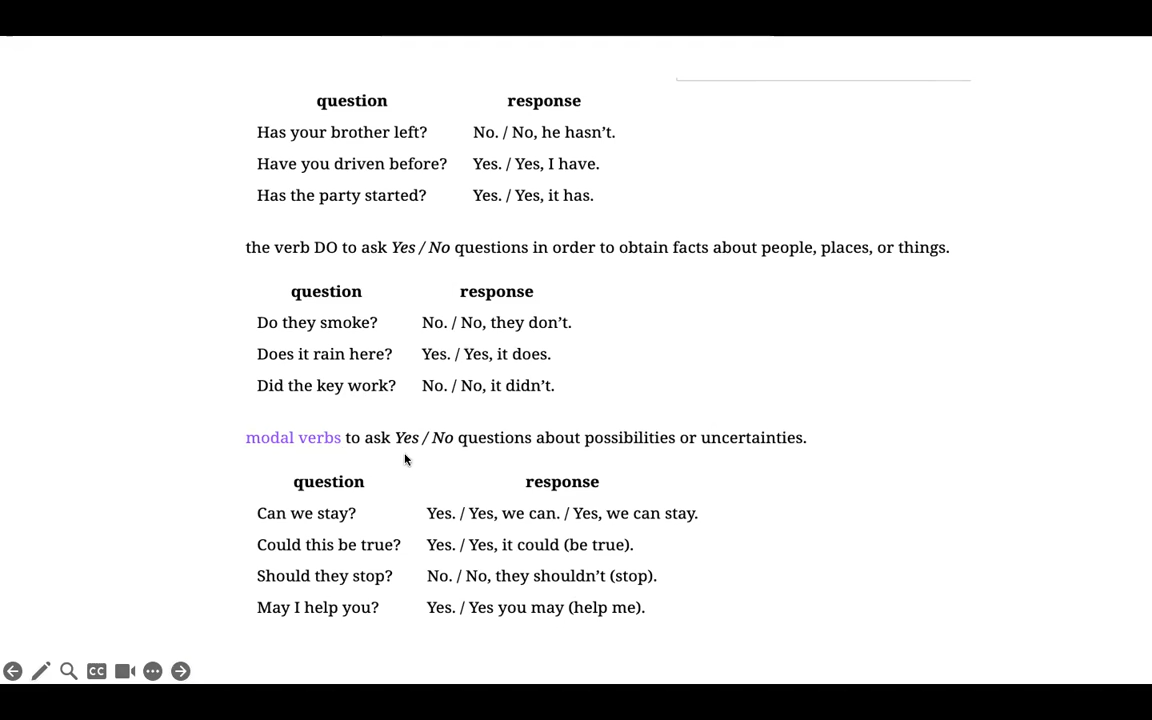 question response
Has your brother left? No. / No, he hasn’t.
Have you driven before? Yes. / Yes, I have.
Has the party started? Yes. / Yes, it has.
the verb DO to ask Yes / No questions in order to obtain facts about people, places, or things.
question response
Do they smoke? No. / No, they don’t.
Does it rain here? Yes. / Yes, it does.
Did the key work? No. / No, it didn’t.
modal verbs to ask Yes / No questions about possibilities or uncertainties.
question response
Can we stay? Yes. / Yes, we can. / Yes, we can stay.
Could this be true? Yes. / Yes, it could (be true).
Should they stop? No. / No, they shouldn’t (stop).
May I help you? Yes. / Yes you may (help me).
CC